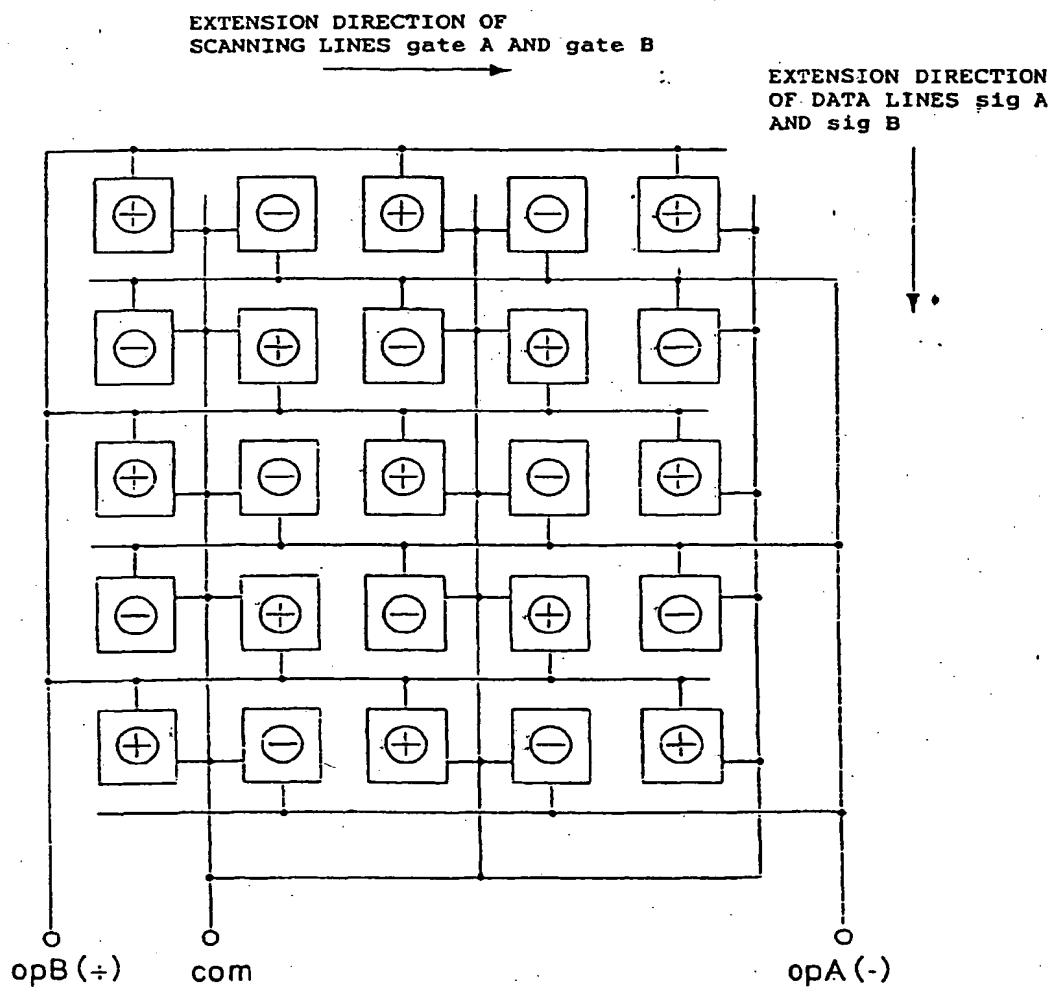 EXTENSION DIRECTION OF
SCANNING LINES gate A AND gate B
EXTENSION DIRECTION
OF DATA LINES sig A
AND sig B
+ − + − +
− + − + −
+ − + − +
− + − + −
+ − + − +
opB (÷)
com
opA (-)